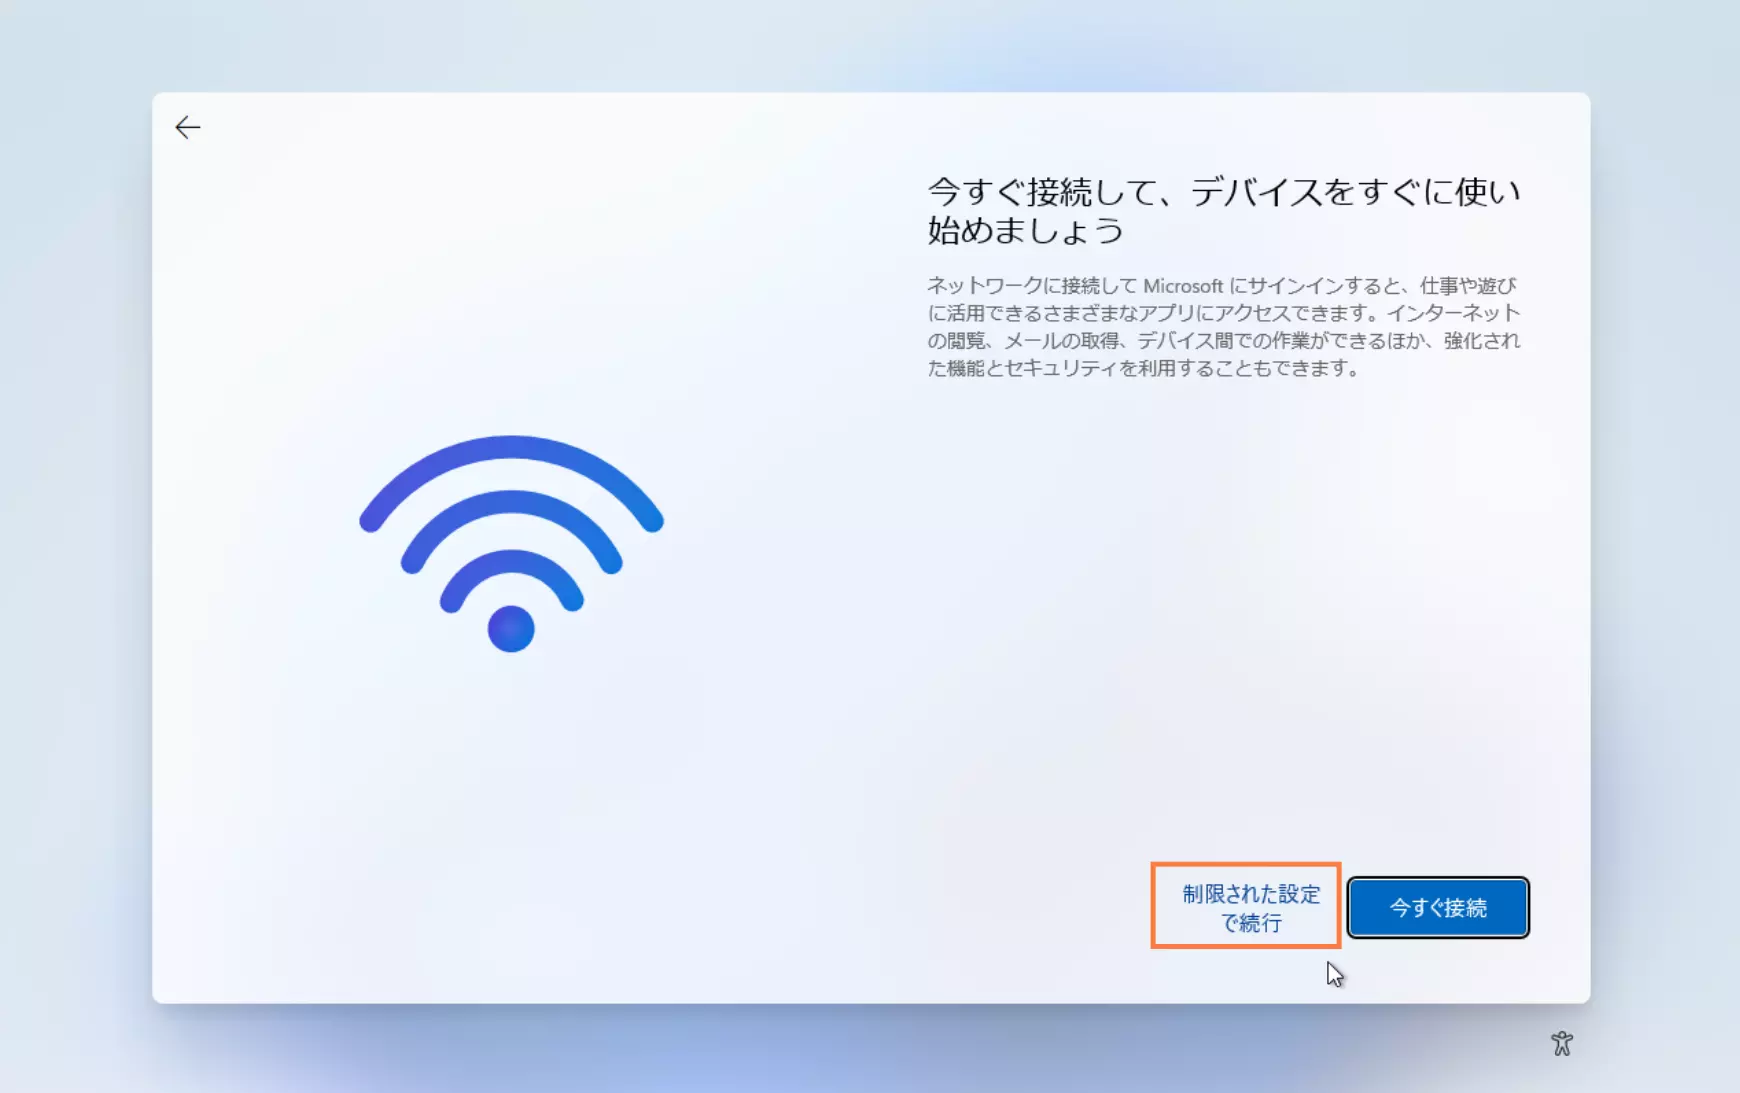 今すぐ接続して、デバイスをすぐに使い
始めましょう
ネットワークに接続して Microsoft にサインインすると、仕事や遊び
に活用できるさまざまなアプリにアクセスできます。インターネット
の閲覧、メールの取得、デバイス間での作業ができるほか、強化され
た機能とセキュリティを利用することもできます。
制限された設定
で続行
今すぐ接続